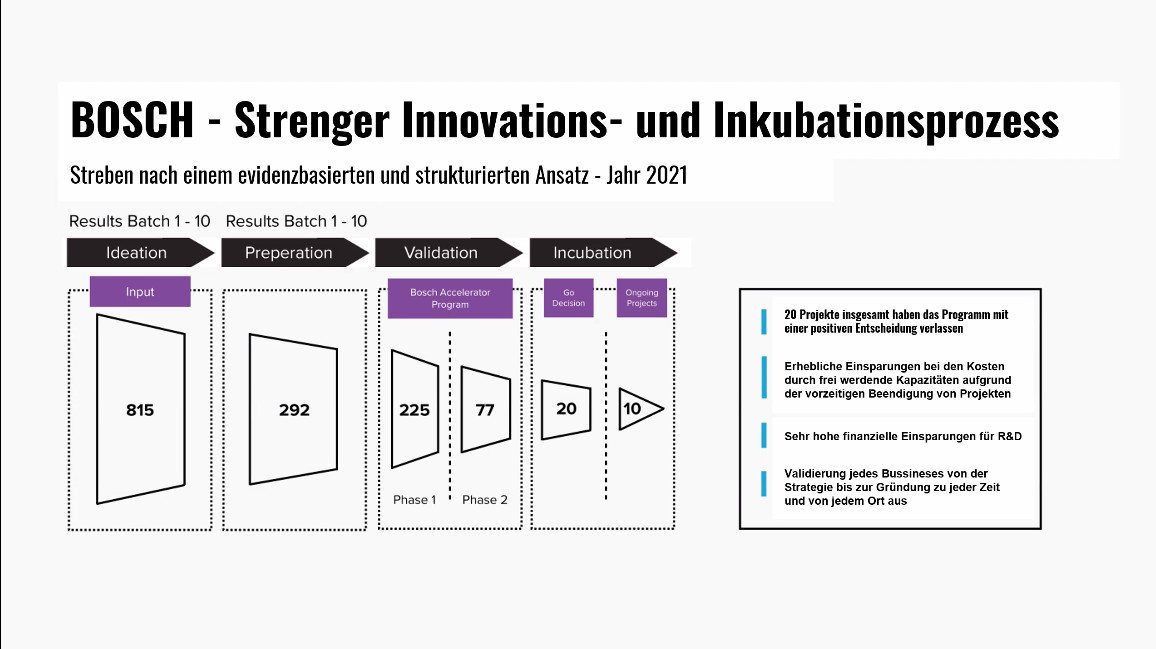 BOSCH - Strenger Innovations- und Inkubationsprozess
Streben nach einem evidenzbasierten und strukturierten Ansatz - Jahr 2021
Results Batch 1 - 10
Results Batch 1 - 10
Ideation
Preperation
Validation
Incubation
Input
Bosch Accelerator
Program
Go
Decision
Ongoing
Projects
815
292
225
77
20
10
Phase 1
Phase 2
20 Projekte insgesamt haben das Programm mit
einer positiven Entscheidung verlassen
Erhebliche Einsparungen bei den Kosten
durch frei werdende Kapazitäten aufgrund
der vorzeitigen Beendigung von Projekten
Sehr hohe finanzielle Einsparungen für R&D
Validierung jedes Bussineses von der
Strategie bis zur Gründung zu jeder Zeit
und von jedem Ort aus